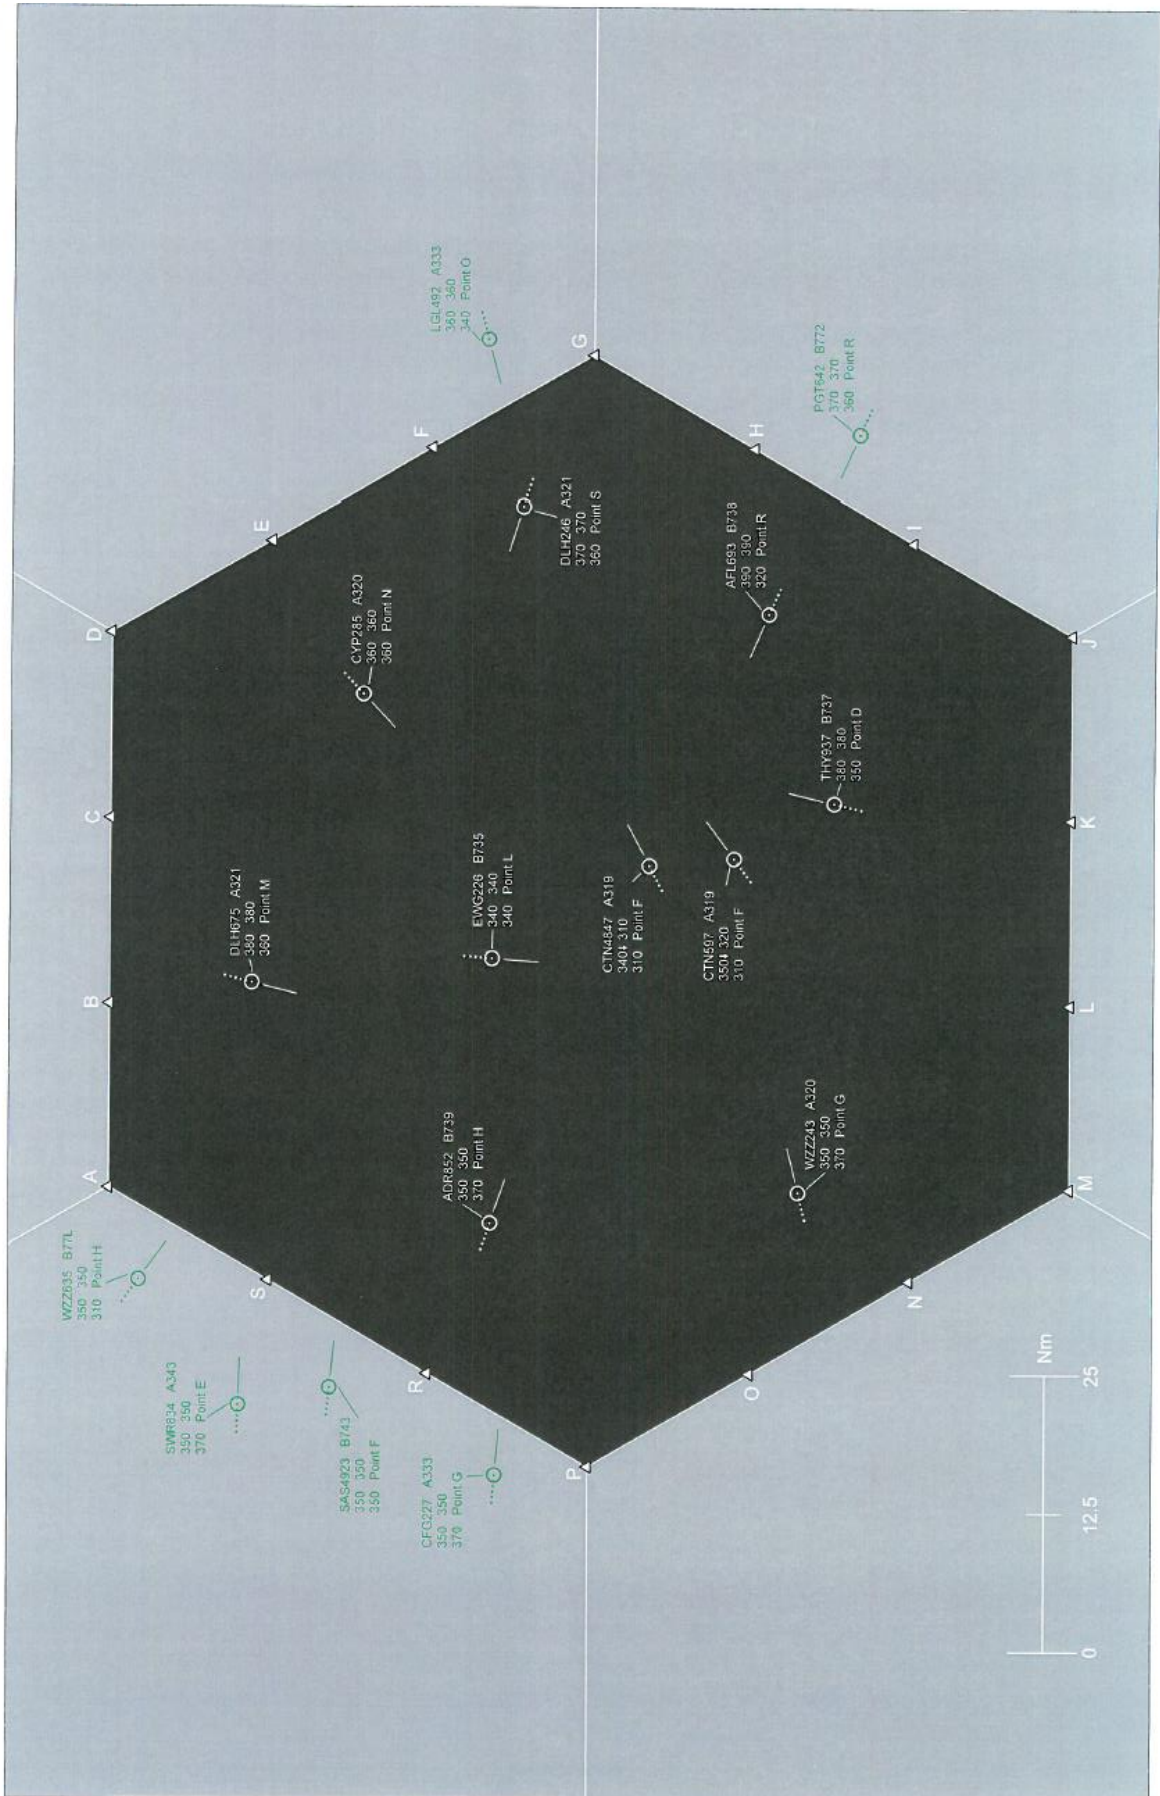 WZZ635 B77L
350 350
310 Point H
SWR834 A343
350 350
370 Point E
SAS4923 B743
350 350
350 Point F
CFG227 A333
350 350
370 Point G
A
B
C
D
E
F
G
H
I
J
K
L
M
N
O
P
R
S
DLH675 A321
380 380
360 Point M
CYP285 A320
360 360
360 Point N
LGL492 A333
360 360
340 Point O
ADR852 B739
350 350
370 Point H
EWG226 B735
340 340
340 Point L
DLH246 A321
370 370
360 Point S
CTN4847 A319
340⬇ 310
310 Point F
CTN597 A319
350⬇ 320
310 Point F
AFL693 B738
390 390
320 Point R
PGT642 B772
370 370
360 Point R
WZZ243 A320
350 350
370 Point G
THY937 B737
380 380
350 Point D
Nm
0 12.5 25